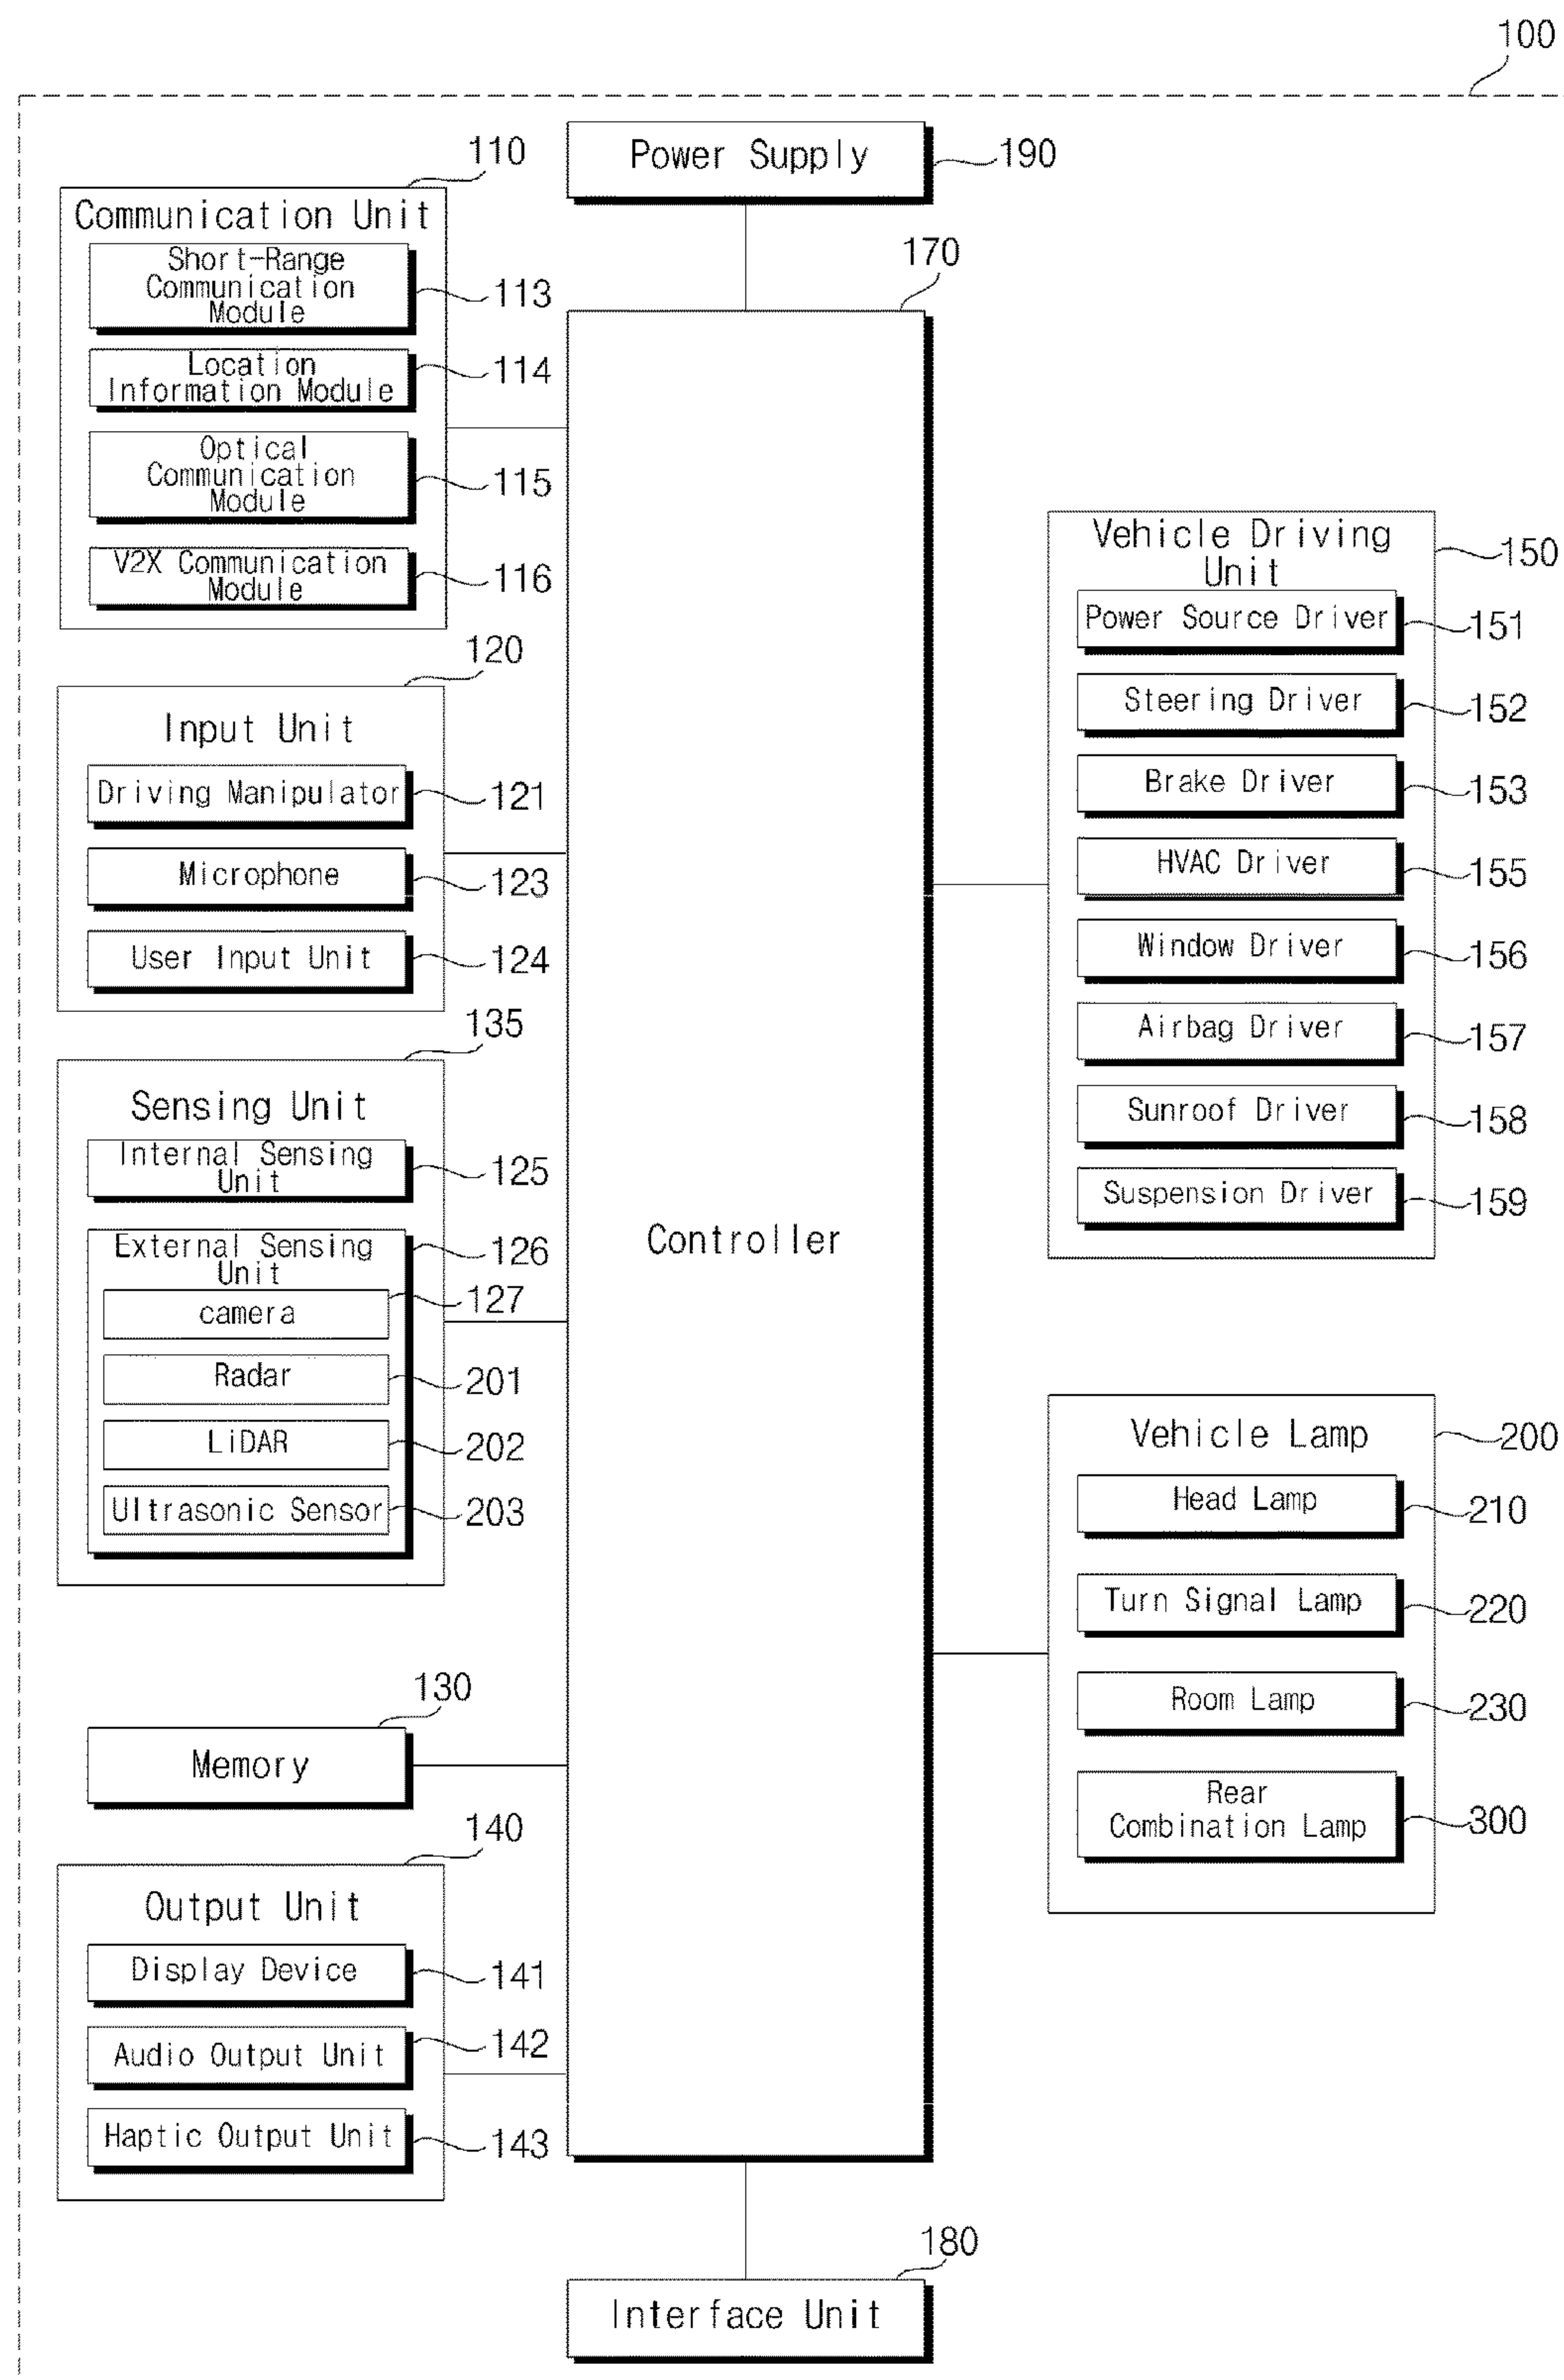 100
Power Supply
190
110
Communication Unit
Short-Range
Communication
Module
113
Location
Information Module
114
Optical
Communication
Module
115
V2X Communication
Module
116
120
Input Unit
Driving Manipulator
121
Microphone
123
User Input Unit
124
135
Sensing Unit
Internal Sensing
Unit
125
External Sensing
Unit
126
camera
127
Radar
201
LiDAR
202
Ultrasonic Sensor
203
130
Memory
140
Output Unit
Display Device
141
Audio Output Unit
142
Haptic Output Unit
143
170
Controller
180
Interface Unit
Vehicle Driving
Unit
150
Power Source Driver
151
Steering Driver
152
Brake Driver
153
HVAC Driver
155
Window Driver
156
Airbag Driver
157
Sunroof Driver
158
Suspension Driver
159
Vehicle Lamp
200
Head Lamp
210
Turn Signal Lamp
220
Room Lamp
230
Rear
Combination Lamp
300